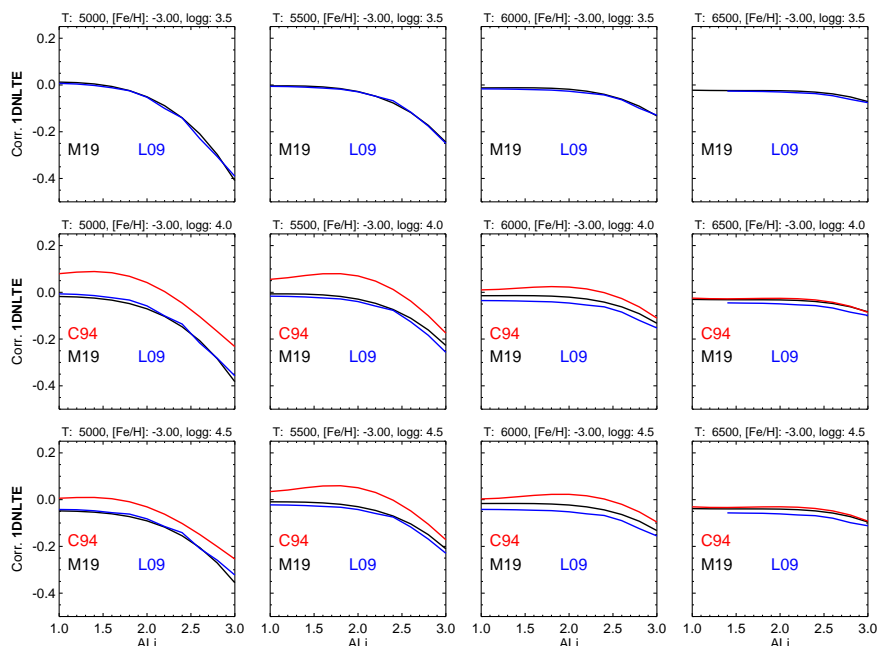 T: 5000, [Fe/H]: -3.00, logg: 3.5
T: 5500, [Fe/H]: -3.00, logg: 3.5
T: 6000, [Fe/H]: -3.00, logg: 3.5
T: 6500, [Fe/H]: -3.00, logg: 3.5
Corr. 1DNLTE
0.2
0.0
-0.2
-0.4
M19 L09
M19 L09
M19 L09
M19 L09
T: 5000, [Fe/H]: -3.00, logg: 4.0
T: 5500, [Fe/H]: -3.00, logg: 4.0
T: 6000, [Fe/H]: -3.00, logg: 4.0
T: 6500, [Fe/H]: -3.00, logg: 4.0
Corr. 1DNLTE
0.2
0.0
-0.2
-0.4
C94
M19 L09
C94
M19 L09
C94
M19 L09
C94
M19 L09
T: 5000, [Fe/H]: -3.00, logg: 4.5
T: 5500, [Fe/H]: -3.00, logg: 4.5
T: 6000, [Fe/H]: -3.00, logg: 4.5
T: 6500, [Fe/H]: -3.00, logg: 4.5
Corr. 1DNLTE
0.2
0.0
-0.2
-0.4
C94
M19 L09
C94
M19 L09
C94
M19 L09
C94
M19 L09
1.0 1.5 2.0 2.5 3.0
1.0 1.5 2.0 2.5 3.0
1.0 1.5 2.0 2.5 3.0
1.0 1.5 2.0 2.5 3.0
ALi
ALi
ALi
ALi